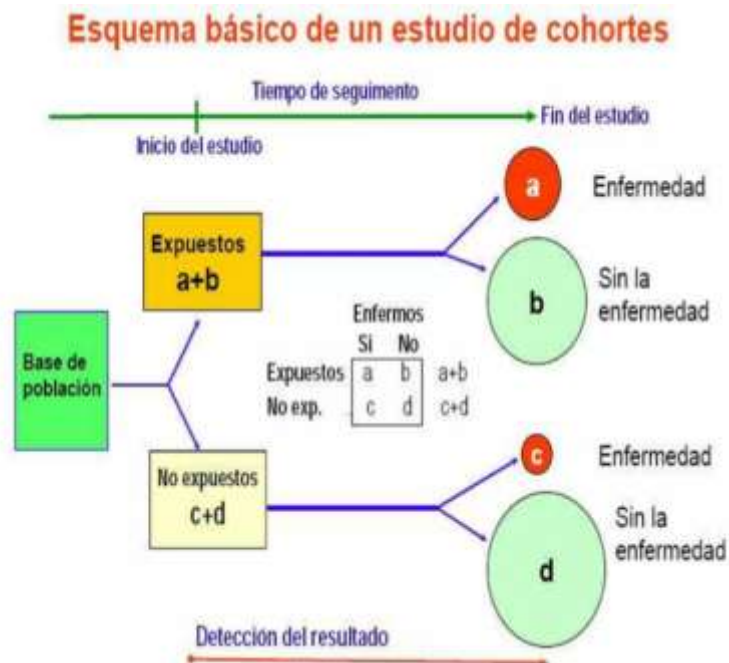 Esquema básico de un estudio de cohortes
Tiempo de seguimento
Fin del estudio
Inicio del estudio
a
Enfermedad
Expuestos
a+b
b
Sin la
enfermedad
Base de
población
Enfermos
Si No
Expuestos a b a+b
No exp. c d c+d
c
Enfermedad
No expuestos
c+d
d
Sin la
enfermedad
Detección del resultado